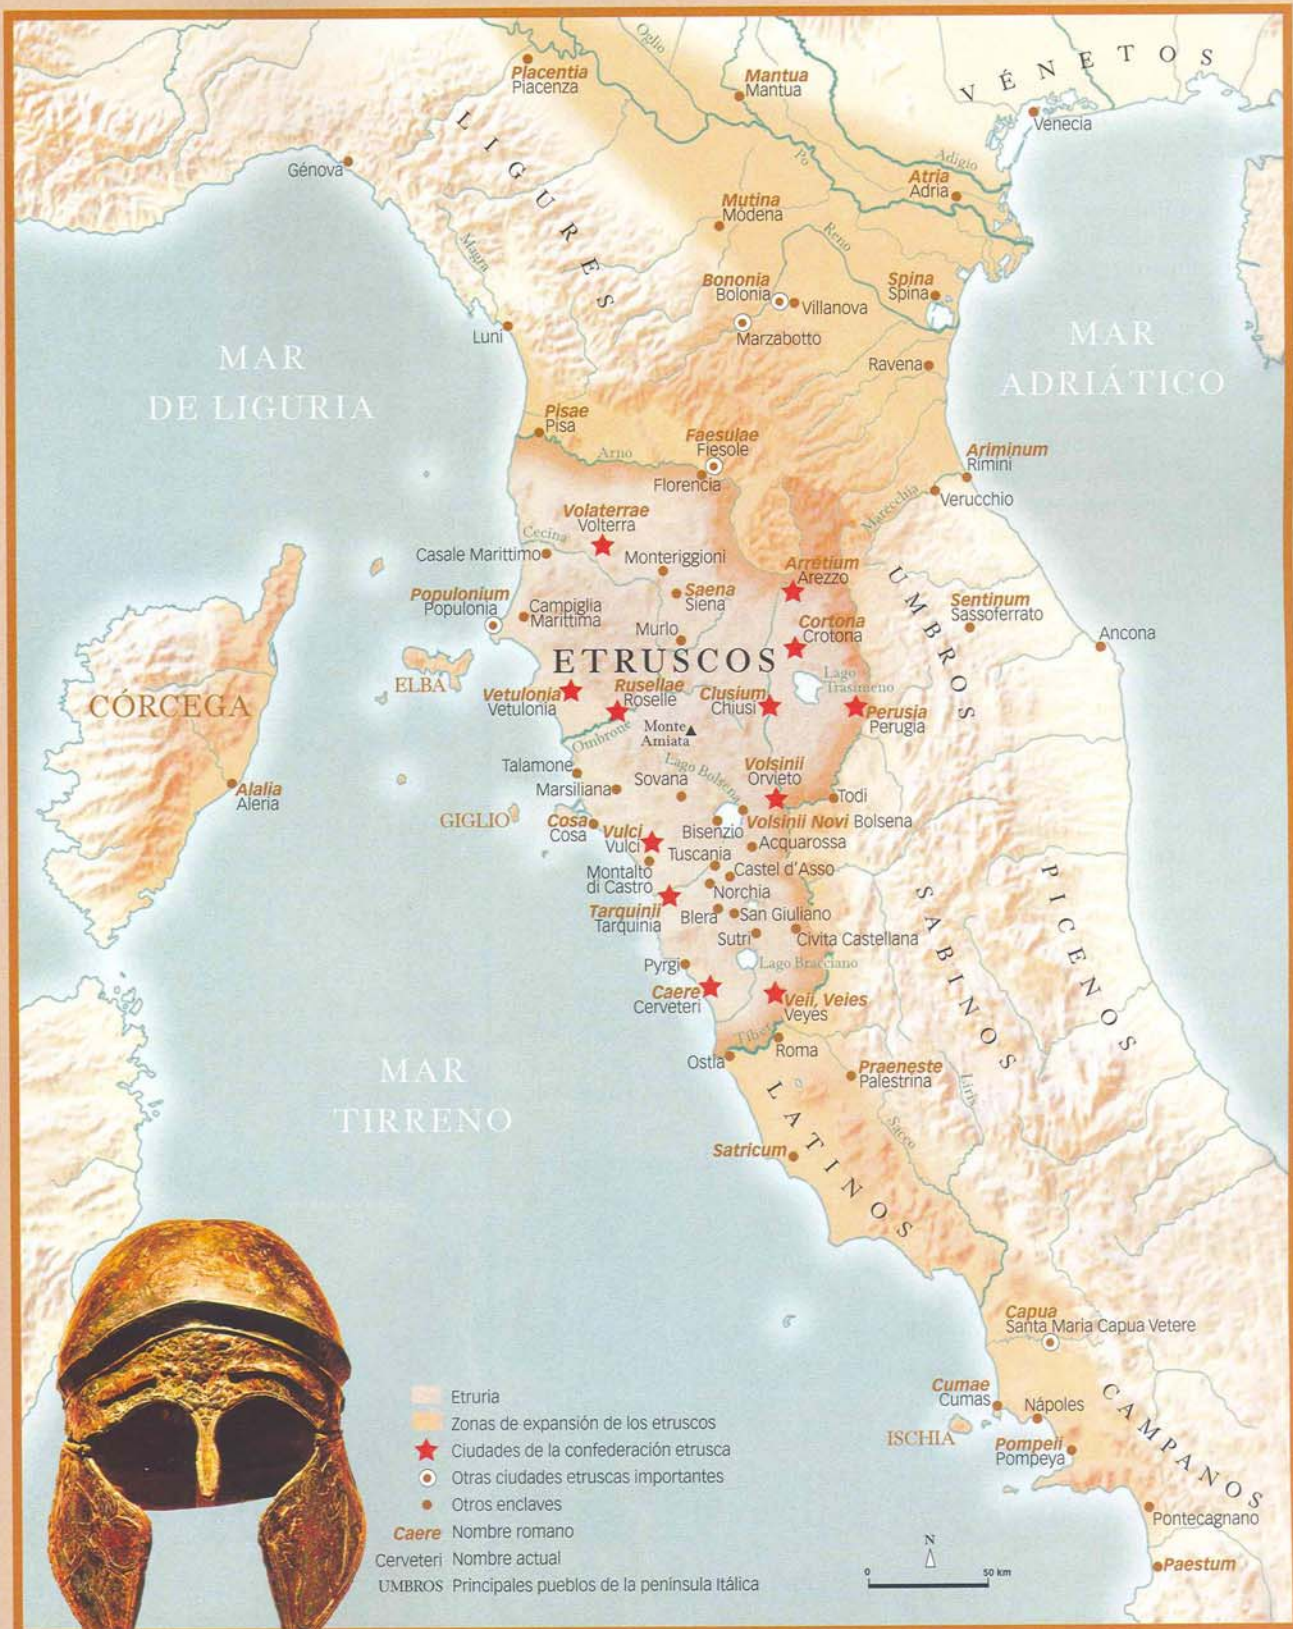 Oglio
Placentia
Piacenza
Mantua
Mantua
VÉNETOS
Venecia
LIGURES
Génova
Po
Adigio
Atria
Adria
Mutina
Módena
Reno
Magra
Bononia
Bolonia
Villanova
Marzabotto
Spina
Spina
Luni
Ravena
MAR
DE LIGURIA
MAR
ADRIÁTICO
Pisae
Pisa
Arno
Faesulae
Fiesole
Florencia
Ariminum
Rimini
Marecchia
Verucchio
Volaterrae
Volterra
Cecina
Casale Marittimo
Monteriggioni
Arretium
Arezzo
UMBROS
Populonium
Populonia
Campiglia
Marittima
Saena
Siena
Sentinum
Sassoferrato
Murlo
Cortona
Crotona
Ancona
ETRUSCOS
Lago
Trasimeno
ELBA
CÓRCEGA
Vetulonia
Vetulonia
Rusellae
Roselle
Clusium
Chiusi
Perusia
Perugia
Monte
Amiata
Ombrone
Talamone
Marsiliana
Sovana
Lago Bolsena
Volsinii
Orvieto
Todi
Alalia
Aleria
GIGLIO
Cosa
Cosa
Vulci
Vulci
Bisenzio
Volsinii Novi Bolsena
Acquarossa
Tuscania
Montalto
di Castro
Castel d'Asso
Norchia
Tarquinii
Tarquinia
Blera
San Giuliano
Sutri
Civita Castellana
SABINOS
PICENOS
Pyrgi
Lago Bracciano
Caere
Cerveteri
Veii, Veies
Veyes
Tíber
Ostia
Roma
Praeneste
Palestrina
Liris
Sacco
MAR
TIRRENO
LATINOS
Satricum
Capua
Santa Maria Capua Vetere
Cumae
Cumas
Nápoles
CAMPANOS
ISCHIA
Pompeii
Pompeya
Pontecagnano
Paestum
Etruria
Zonas de expansión de los etruscos
Ciudades de la confederación etrusca
Otras ciudades etruscas importantes
Otros enclaves
Caere Nombre romano
Cerveteri Nombre actual
UMBROS Principales pueblos de la península Itálica
N
0 50 km